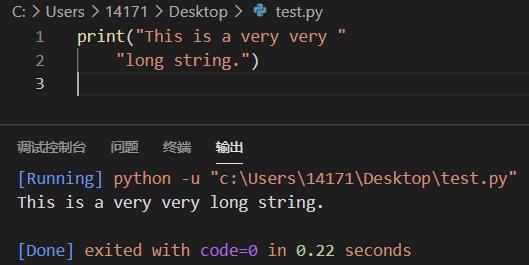 C: > Users > 14171 > Desktop > test.py
1 print("This is a very very "
2 "long string.")
3
调试控制台 问题 终端 输出
[Running] python -u "c:\Users\14171\Desktop\test.py"
This is a very very long string.
[Done] exited with code=0 in 0.22 seconds